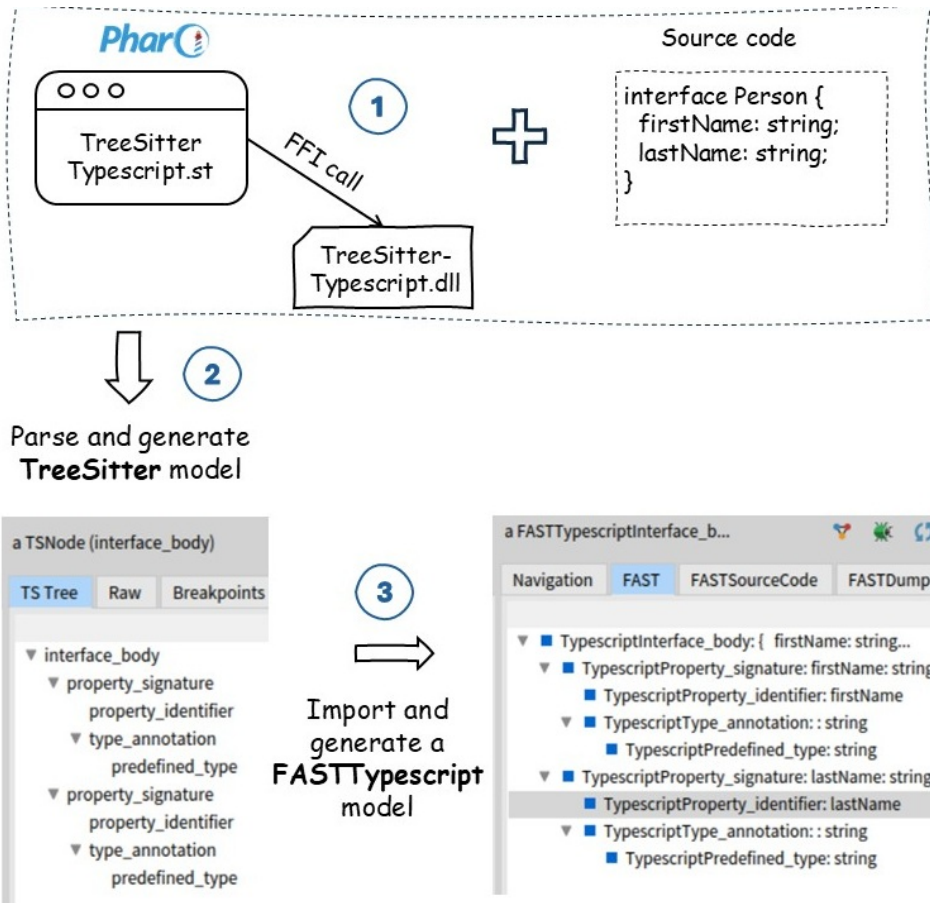 Pharo
Source code
TreeSitter
Typescript.st
FFI call
1
interface Person {
firstName: string;
lastName: string;
}
TreeSitter-
Typescript.dll
2
Parse and generate
TreeSitter model
a TSNode (interface_body)
TS Tree Raw Breakpoints
interface_body
property_signature
property_identifier
type_annotation
predefined_type
property_signature
property_identifier
type_annotation
predefined_type
3
Import and
generate a
FASTTypescript
model
a FASTTypescriptInterface_b...
Navigation FAST FASTSourceCode FASTDump
TypescriptInterface_body: { firstName: string...
TypescriptProperty_signature: firstName: string
TypescriptProperty_identifier: firstName
TypescriptType_annotation: : string
TypescriptPredefined_type: string
TypescriptProperty_signature: lastName: string
TypescriptProperty_identifier: lastName
TypescriptType_annotation: : string
TypescriptPredefined_type: string